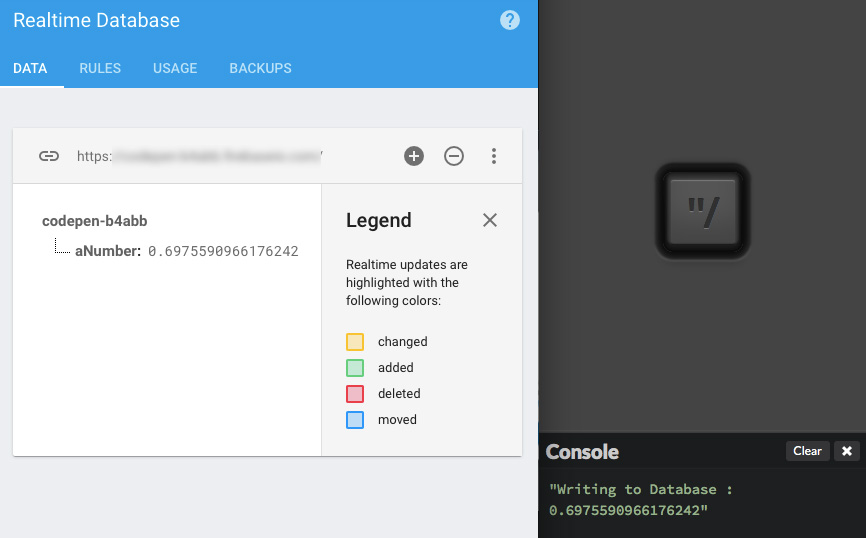 Realtime Database
DATA RULES USAGE BACKUPS
https:
codepen-b4abb
aNumber: 0.6975590966176242
Legend
Realtime updates are
highlighted with the
following colors:
changed
added
deleted
moved
"/
Console
Clear
"Writing to Database :
0.6975590966176242"